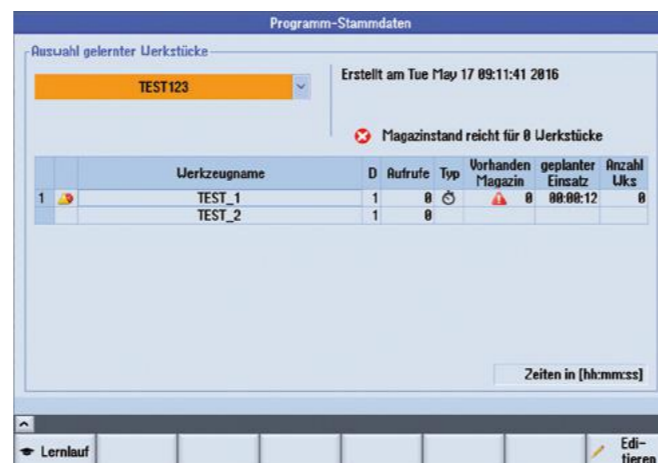 Programm-Stammdaten
Auswahl gelernter Werkstücke
TEST123
Erstellt am Tue May 17 09:11:41 2016
Magazinstand reicht für 0 Werkstücke
Werkzeugname D Aufrufe Typ Vorhanden Magazin geplanter Einsatz Anzahl Wks
1 TEST_1 1 0 0 00:00:12 0
TEST_2 1 0
Zeiten in [hh:mm:ss]
Lernlauf
Edi-
tieren